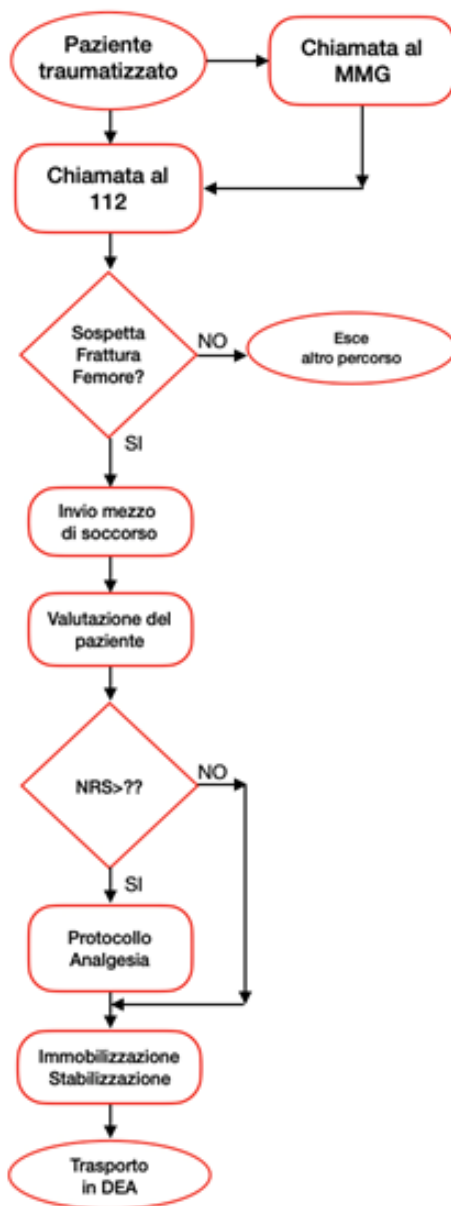 Paziente
traumatizzato
Chiamata al
MMG
Chiamata al
112
Sospetta
Frattura
Femore?
NO
Esce
altro percorso
SI
Invio mezzo
di soccorso
Valutazione del
paziente
NRS>??
NO
SI
Protocollo
Analgesia
Immobilizzazione
Stabilizzazione
Trasporto
in DEA